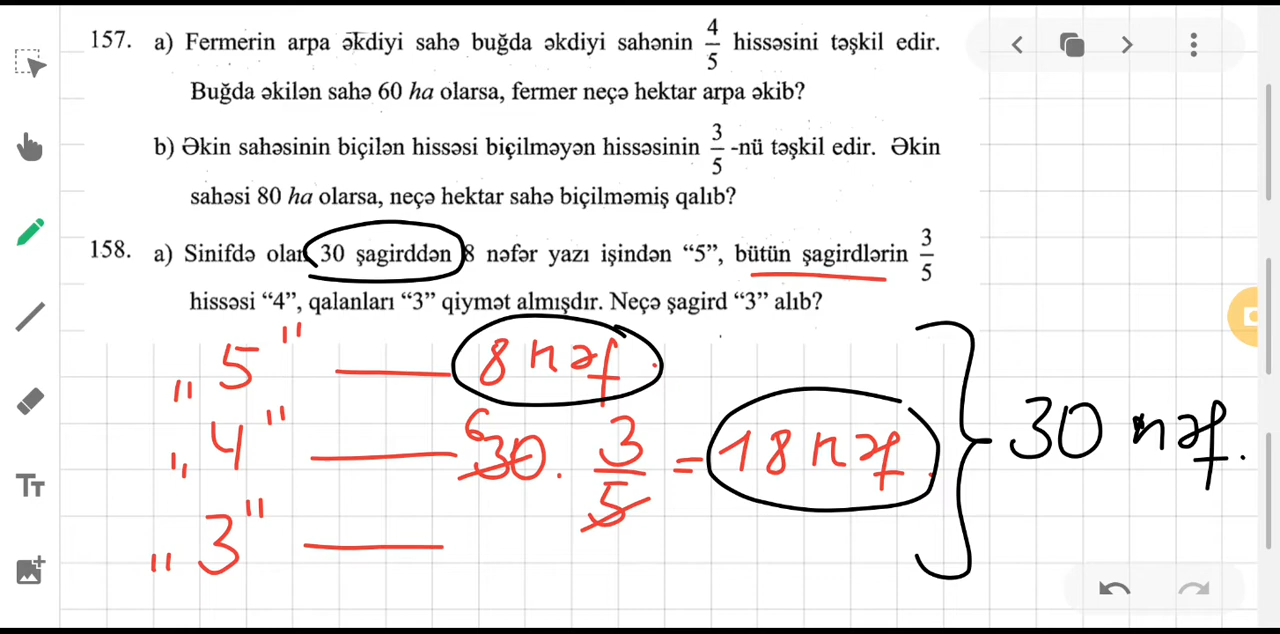 157. a) Fermerin arpa əkdiyi sahə buğda əkdiyi sahənin 4/5 hissəsini təşkil edir.
Buğda əkilən sahə 60 ha olarsa, fermer neçə hektar arpa əkib?
b) Əkin sahəsinin biçilən hissəsi biçilməyən hissəsinin 3/5 -nü təşkil edir. Əkin
sahəsi 80 ha olarsa, neçə hektar sahə biçilməmiş qalıb?
158. a) Sinifdə olan 30 şagirddən 8 nəfər yazı işindən “5”, bütün şagirdlərin 3/5
hissəsi “4”, qalanları “3” qiymət almışdır. Neçə şagird “3” alıb?
„5" — 8 nəf.
„4" — 6 30 · 3/5 = 18 nəf.
„3" —
} 30 nəf.
Tт